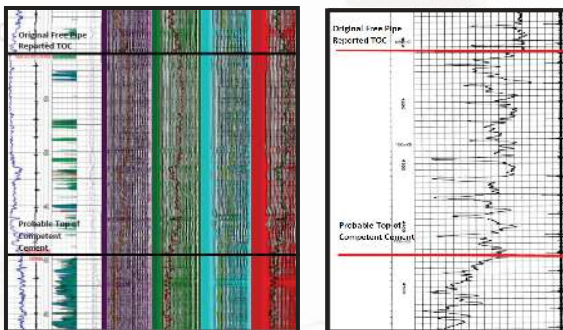 Original Free Pipe
Reported TOC
Probable Top of
Competent
Cement
Original Free Pipe
Reported TOC
Probable Top of
Competent Cement